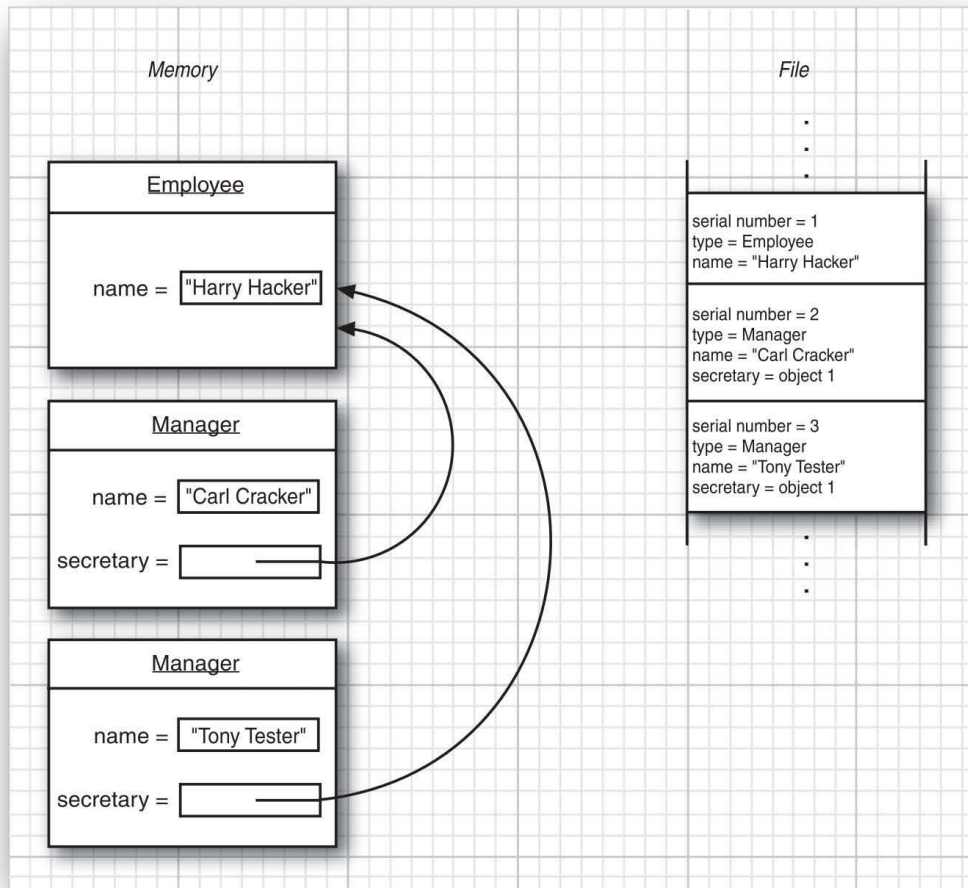 Memory
File
Employee
name = "Harry Hacker"
Manager
name = "Carl Cracker"
secretary =
Manager
name = "Tony Tester"
secretary =
serial number = 1
type = Employee
name = "Harry Hacker"
serial number = 2
type = Manager
name = "Carl Cracker"
secretary = object 1
serial number = 3
type = Manager
name = "Tony Tester"
secretary = object 1